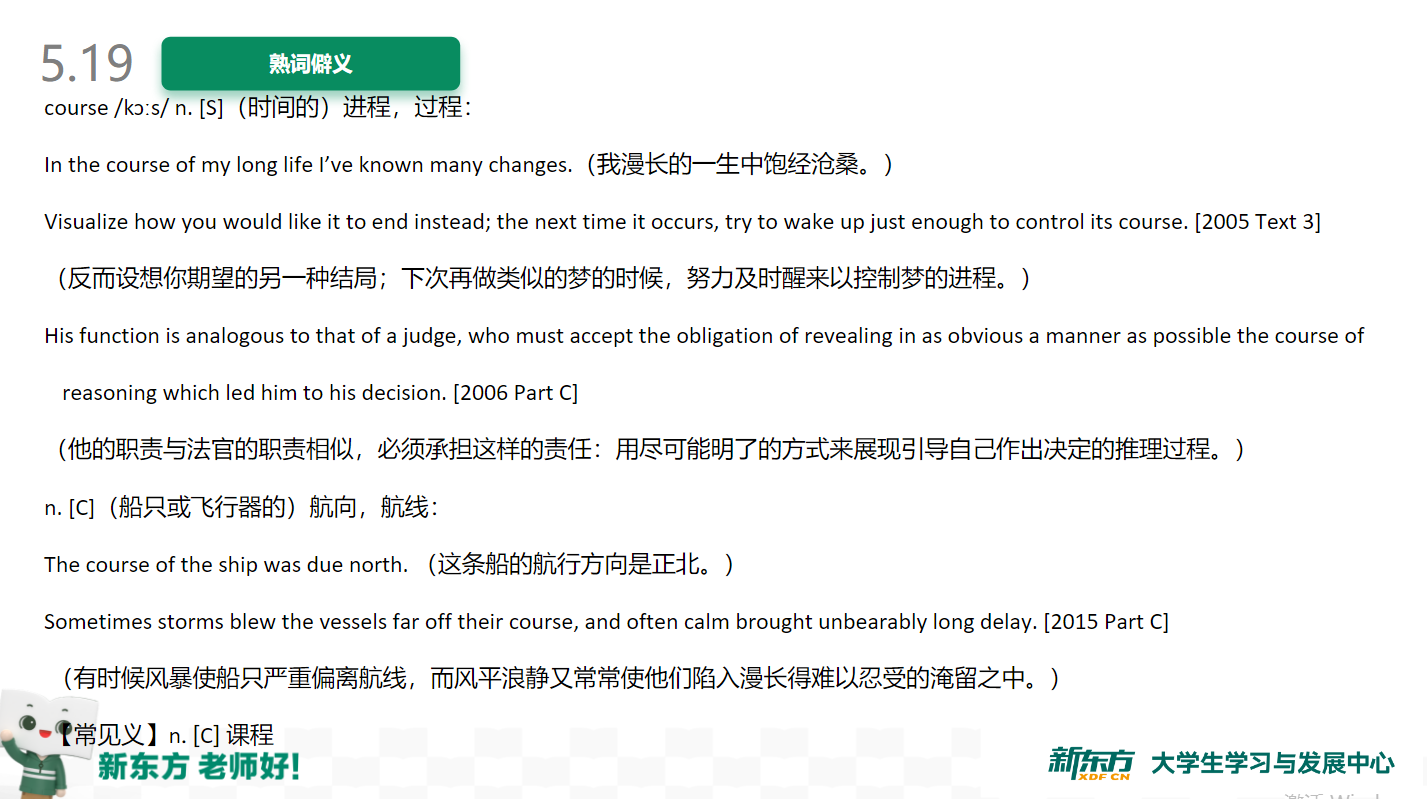 5.19 熟词僻义
course /kɔːs/ n. [S]（时间的）进程，过程：
In the course of my long life I’ve known many changes.（我漫长的一生中饱经沧桑。）
Visualize how you would like it to end instead; the next time it occurs, try to wake up just enough to control its course. [2005 Text 3]
（反而设想你期望的另一种结局；下次再做类似的梦的时候，努力及时醒来以控制梦的进程。）
His function is analogous to that of a judge, who must accept the obligation of revealing in as obvious a manner as possible the course of
reasoning which led him to his decision. [2006 Part C]
（他的职责与法官的职责相似，必须承担这样的责任：用尽可能明了的方式来展现引导自己作出决定的推理过程。）
n. [C]（船只或飞行器的）航向，航线：
The course of the ship was due north. （这条船的航行方向是正北。）
Sometimes storms blew the vessels far off their course, and often calm brought unbearably long delay. [2015 Part C]
（有时候风暴使船只严重偏离航线，而风平浪静又常常使他们陷入漫长得难以忍受的淹留之中。）
【常见义】n. [C] 课程
新东方 老师好！
新东方 XDF.CN 大学生学习与发展中心